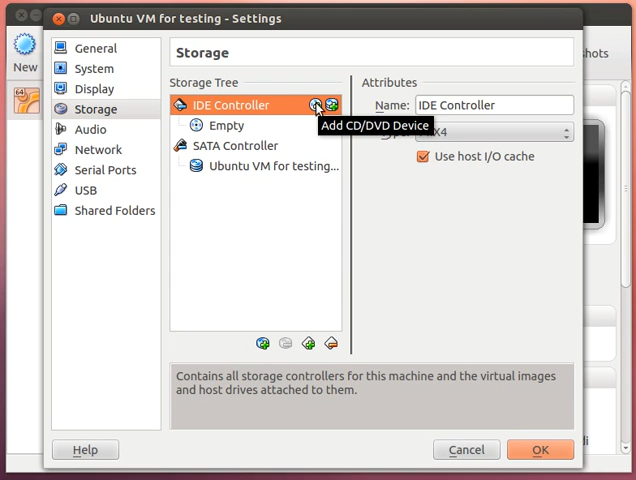 Ubuntu VM for testing - Settings
New
64
General
System
Display
Storage
Audio
Network
Serial Ports
USB
Shared Folders
Storage
Storage Tree
IDE Controller
Empty
SATA Controller
Ubuntu VM for testing...
Add CD/DVD Device
Attributes
Name: IDE Controller
Use host I/O cache
Contains all storage controllers for this machine and the virtual images
and host drives attached to them.
Help
Cancel
OK